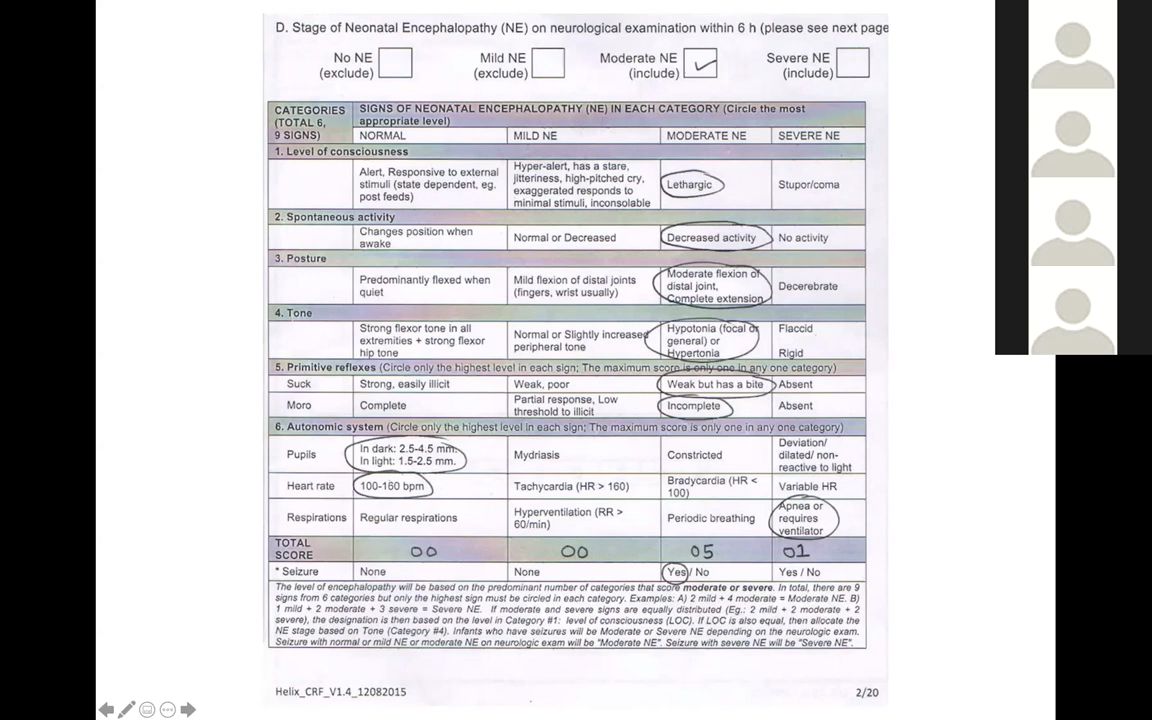 D. Stage of Neonatal Encephalopathy (NE) on neurological examination within 6 h (please see next page
No NE
(exclude)
Mild NE
(exclude)
Moderate NE
(include)
Severe NE
(include)
CATEGORIES
(TOTAL 6,
9 SIGNS)
SIGNS OF NEONATAL ENCEPHALOPATHY (NE) IN EACH CATEGORY (Circle the most
appropriate level)
NORMAL
MILD NE
MODERATE NE
SEVERE NE
1. Level of consciousness
Alert, Responsive to external
stimuli (state dependent, eg.
post feeds)
Hyper-alert, has a stare,
jitteriness, high-pitched cry,
exaggerated responds to
minimal stimuli, inconsolable
Lethargic
Stupor/coma
2. Spontaneous activity
Changes position when
awake
Normal or Decreased
Decreased activity
No activity
3. Posture
Predominantly flexed when
quiet
Mild flexion of distal joints
(fingers, wrist usually)
Moderate flexion of
distal joint,
Complete extension
Decerebrate
4. Tone
Strong flexor tone in all
extremities + strong flexor
hip tone
Normal or Slightly increased
peripheral tone
Hypotonia (focal or
general) or
Hypertonia
Flaccid
Rigid
5. Primitive reflexes (Circle only the highest level in each sign; The maximum score is only one in any one category)
Suck
Strong, easily illicit
Weak, poor
Weak but has a bite
Absent
Moro
Complete
Partial response, Low
threshold to illicit
Incomplete
Absent
6. Autonomic system (Circle only the highest level in each sign; The maximum score is only one in any one category)
Pupils
In dark: 2.5-4.5 mm.
In light: 1.5-2.5 mm.
Mydriasis
Constricted
Deviation/
dilated/ non-
reactive to light
Heart rate
100-160 bpm
Tachycardia (HR > 160)
Bradycardia (HR <
100)
Variable HR
Respirations
Regular respirations
Hyperventilation (RR >
60/min)
Periodic breathing
Apnea or
requires
ventilator
TOTAL
SCORE
00
00
05
01
* Seizure
None
None
Yes / No
Yes / No
The level of encephalopathy will be based on the predominant number of categories that score moderate or severe. In total, there are 9
signs from 6 categories but only the highest sign must be circled in each category. Examples: A) 2 mild + 4 moderate = Moderate NE. B)
1 mild + 2 moderate + 3 severe = Severe NE. If moderate and severe signs are equally distributed (Eg.: 2 mild + 2 moderate + 2
severe), the designation is then based on the level in Category #1: level of consciousness (LOC). If LOC is also equal, then allocate the
NE stage based on Tone (Category #4). Infants who have seizures will be Moderate or Severe NE depending on the neurologic exam.
Seizure with normal or mild NE or moderate NE on neurologic exam will be "Moderate NE". Seizure with severe NE will be "Severe NE".
Helix_CRF_V1.4_12082015
2/20